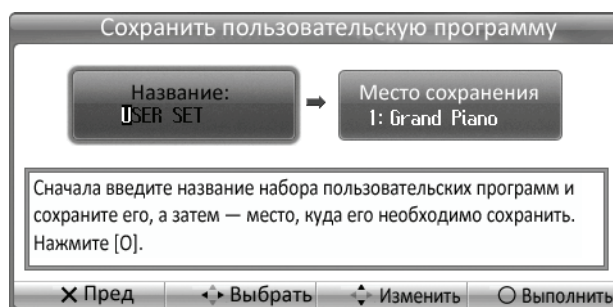 Сохранить пользовательскую программу
Название:
USER SET
Место сохранения
1: Grand Piano
Сначала введите название набора пользовательских программ и
сохраните его, а затем — место, куда его необходимо сохранить.
Нажмите [O].
Пред Выбрать Изменить Выполнить